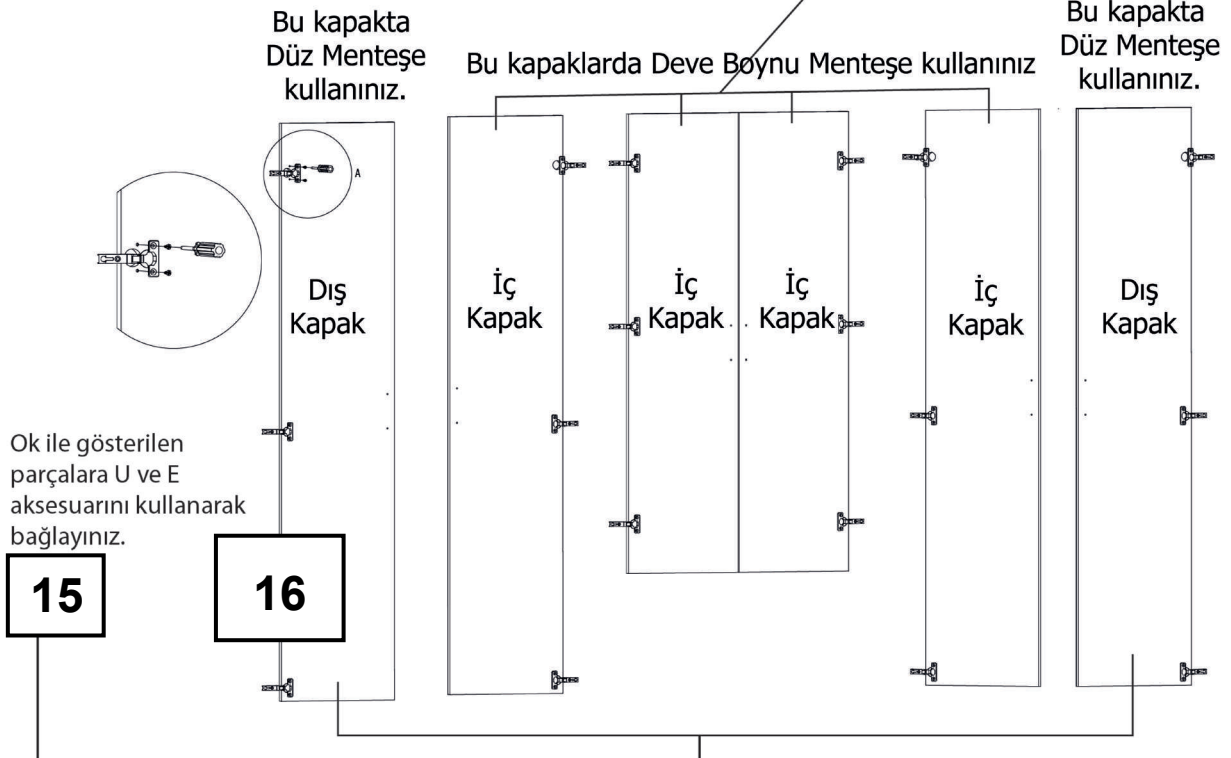 Bu kapakta
Düz Menteşe
kullanınız.
Bu kapaklarda Deve Boynu Menteşe kullanınız
Bu kapakta
Düz Menteşe
kullanınız.
A
Dış
Kapak
İç
Kapak
İç
Kapak
İç
Kapak
İç
Kapak
Dış
Kapak
Ok ile gösterilen
parçalara U ve E
aksesuarını kullanarak
bağlayınız.
15
16